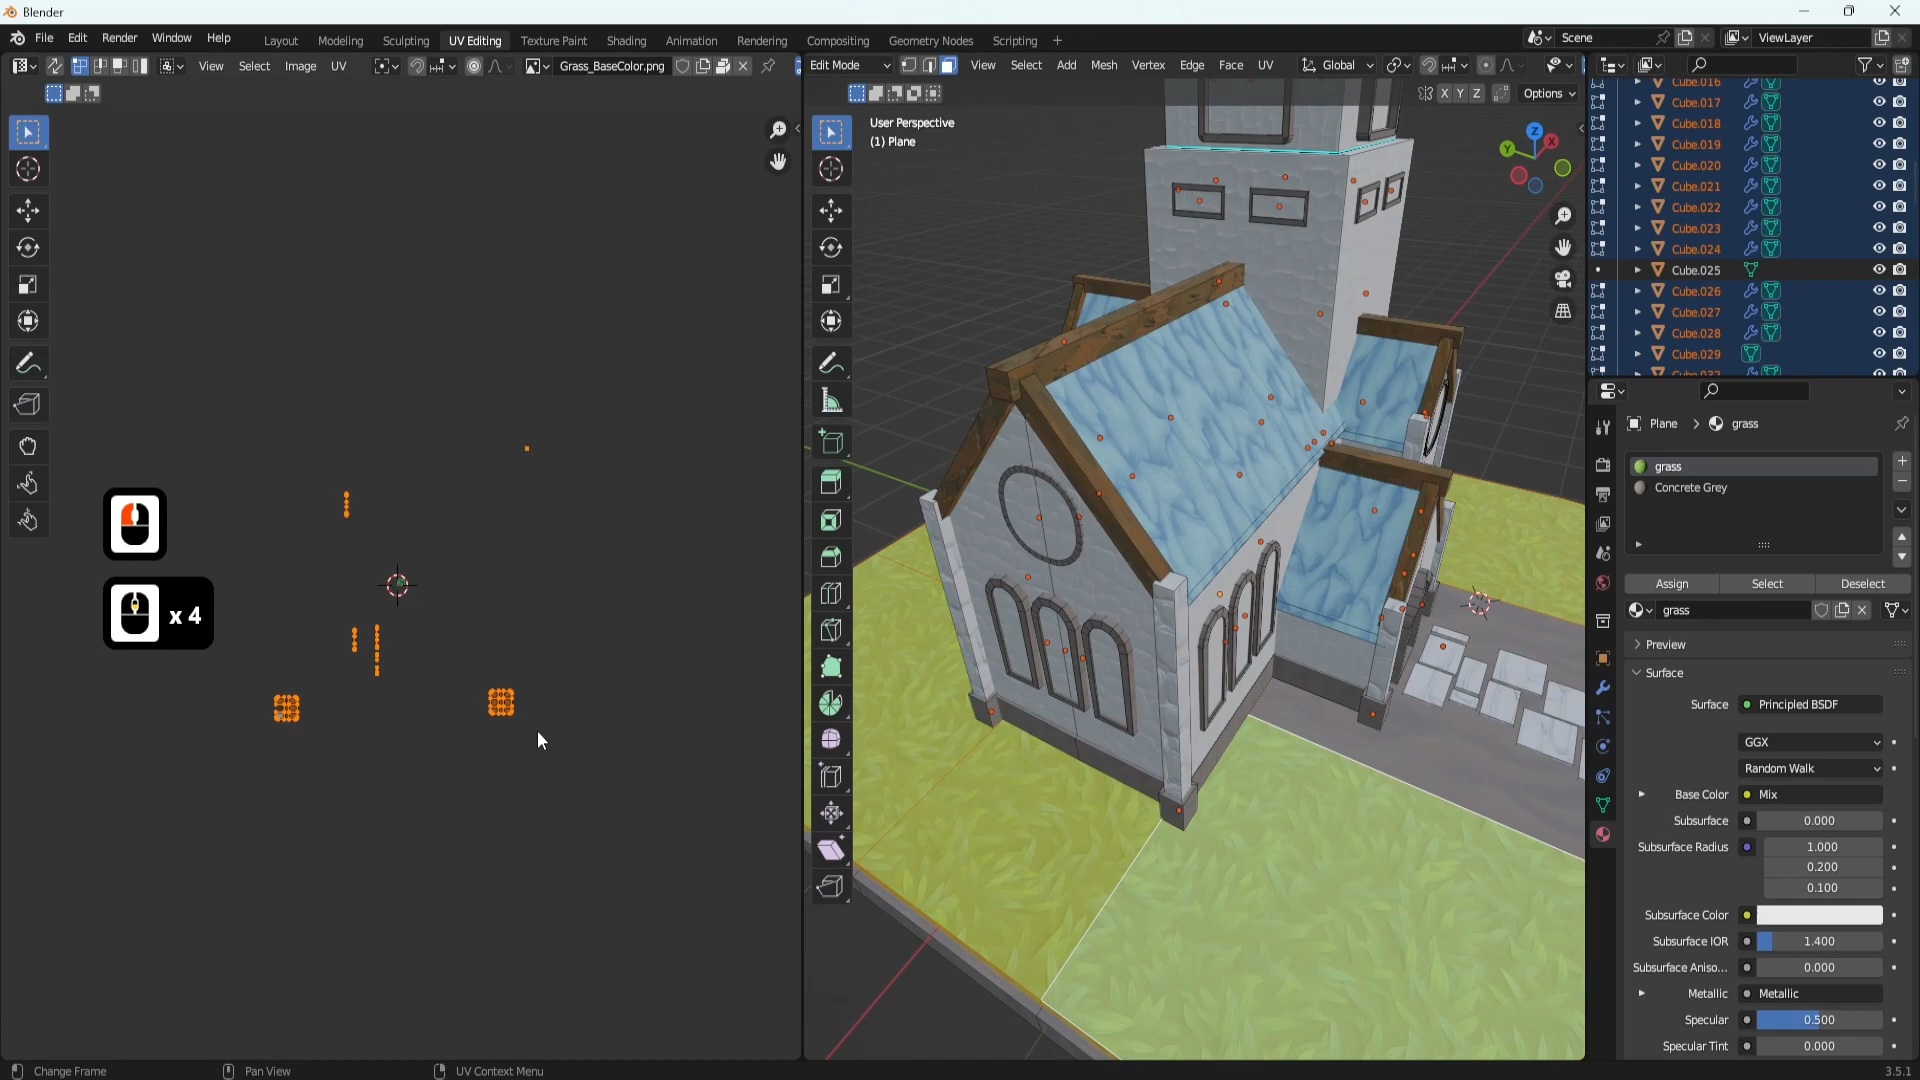 Blender
File Edit Render Window Help
Layout Modeling Sculpting UV Editing Texture Paint Shading Animation Rendering Compositing Geometry Nodes Scripting +
Scene ViewLayer
View Select Image UV Grass_BaseColor.png
Edit Mode View Select Add Mesh Vertex Edge Face UV Global
X Y Z Options
User Perspective
(1) Plane
Z
Y
X
x 4
Cube.016
Cube.017
Cube.018
Cube.019
Cube.020
Cube.021
Cube.022
Cube.023
Cube.024
Cube.025
Cube.026
Cube.027
Cube.028
Cube.029
Plane > grass
grass
Concrete Grey
Assign Select Deselect
grass
Preview
Surface
Surface Principled BSDF
GGX
Random Walk
Base Color Mix
Subsurface 0.000
Subsurface Radius 1.000
0.200
0.100
Subsurface Color
Subsurface IOR 1.400
Subsurface Aniso... 0.000
Metallic Metallic
Specular 0.500
Specular Tint 0.000
Change Frame Pan View UV Context Menu 3.5.1